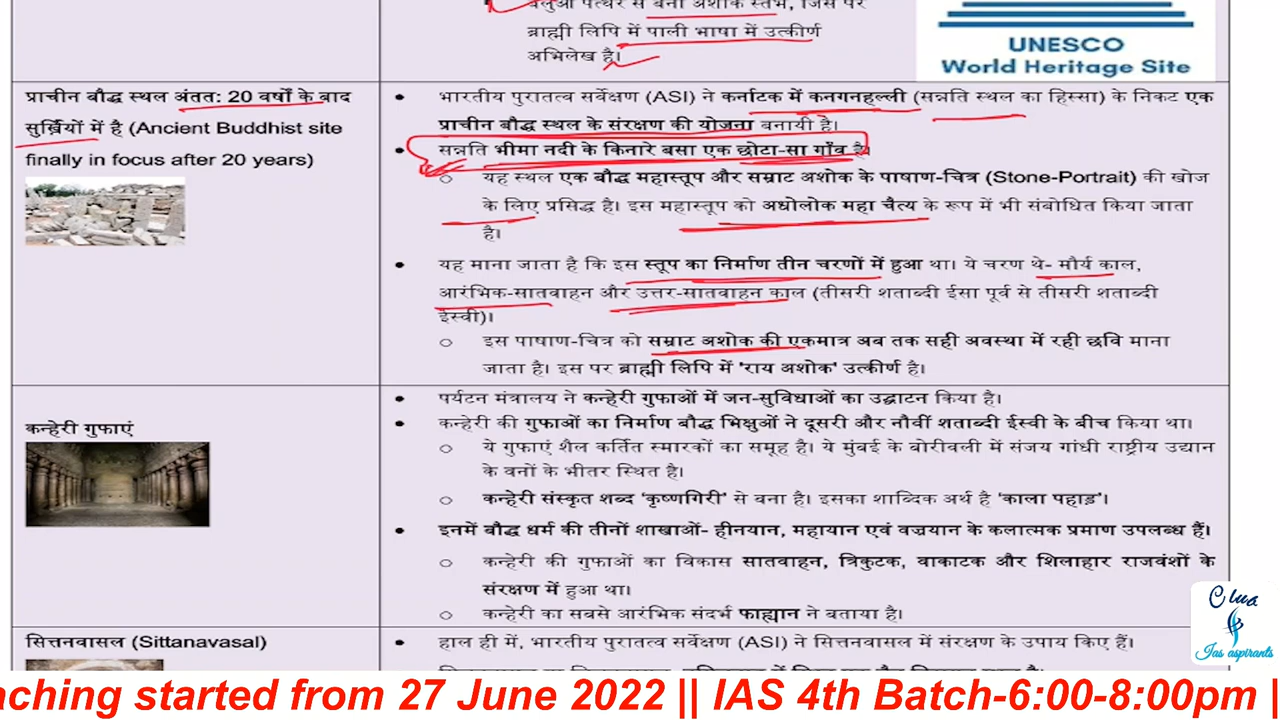 बलुआ पत्थर से बना अशोक स्तंभ, जिस पर
ब्राह्मी लिपि में पाली भाषा में उत्कीर्ण
अभिलेख है।
UNESCO
World Heritage Site
प्राचीन बौद्ध स्थल अंतत: 20 वर्षों के बाद
सुर्ख़ियों में है (Ancient Buddhist site
finally in focus after 20 years)
भारतीय पुरातत्व सर्वेक्षण (ASI) ने कर्नाटक में कनगनहल्ली (सन्नति स्थल का हिस्सा) के निकट एक
प्राचीन बौद्ध स्थल के संरक्षण की योजना बनायी है।
सन्नति भीमा नदी के किनारे बसा एक छोटा-सा गाँव है।
यह स्थल एक बौद्ध महास्तूप और सम्राट अशोक के पाषाण-चित्र (Stone-Portrait) की खोज
के लिए प्रसिद्ध है। इस महास्तूप को अधोलोक महा चैत्य के रूप में भी संबोधित किया जाता
है।
यह माना जाता है कि इस स्तूप का निर्माण तीन चरणों में हुआ था। ये चरण थे- मौर्य काल,
आरंभिक-सातवाहन और उत्तर-सातवाहन काल (तीसरी शताब्दी ईसा पूर्व से तीसरी शताब्दी
ईस्वी)।
इस पाषाण-चित्र को सम्राट अशोक की एकमात्र अब तक सही अवस्था में रही छवि माना
जाता है। इस पर ब्राह्मी लिपि में 'राय अशोक' उत्कीर्ण है।
कन्हेरी गुफाएं
पर्यटन मंत्रालय ने कन्हेरी गुफाओं में जन-सुविधाओं का उद्घाटन किया है।
कन्हेरी की गुफाओं का निर्माण बौद्ध भिक्षुओं ने दूसरी और नौवीं शताब्दी ईस्वी के बीच किया था।
ये गुफाएं शैल कर्तित स्मारकों का समूह है। ये मुंबई के बोरीवली में संजय गांधी राष्ट्रीय उद्यान
के वनों के भीतर स्थित है।
कन्हेरी संस्कृत शब्द 'कृष्णगिरी' से बना है। इसका शाब्दिक अर्थ है 'काला पहाड़'।
इनमें बौद्ध धर्म की तीनों शाखाओं- हीनयान, महायान एवं वज्रयान के कलात्मक प्रमाण उपलब्ध हैं।
कन्हेरी की गुफाओं का विकास सातवाहन, त्रिकुटक, वाकाटक और शिलाहार राजवंशों के
संरक्षण में हुआ था।
कन्हेरी का सबसे आरंभिक संदर्भ फाह्यान ने बताया है।
सित्तनवासल (Sittanavasal)
हाल ही में, भारतीय पुरातत्व सर्वेक्षण (ASI) ने सित्तनवासल में संरक्षण के उपाय किए हैं।
Clue
Ias aspirants
aching started from 27 June 2022 || IAS 4th Batch-6:00-8:00pm |